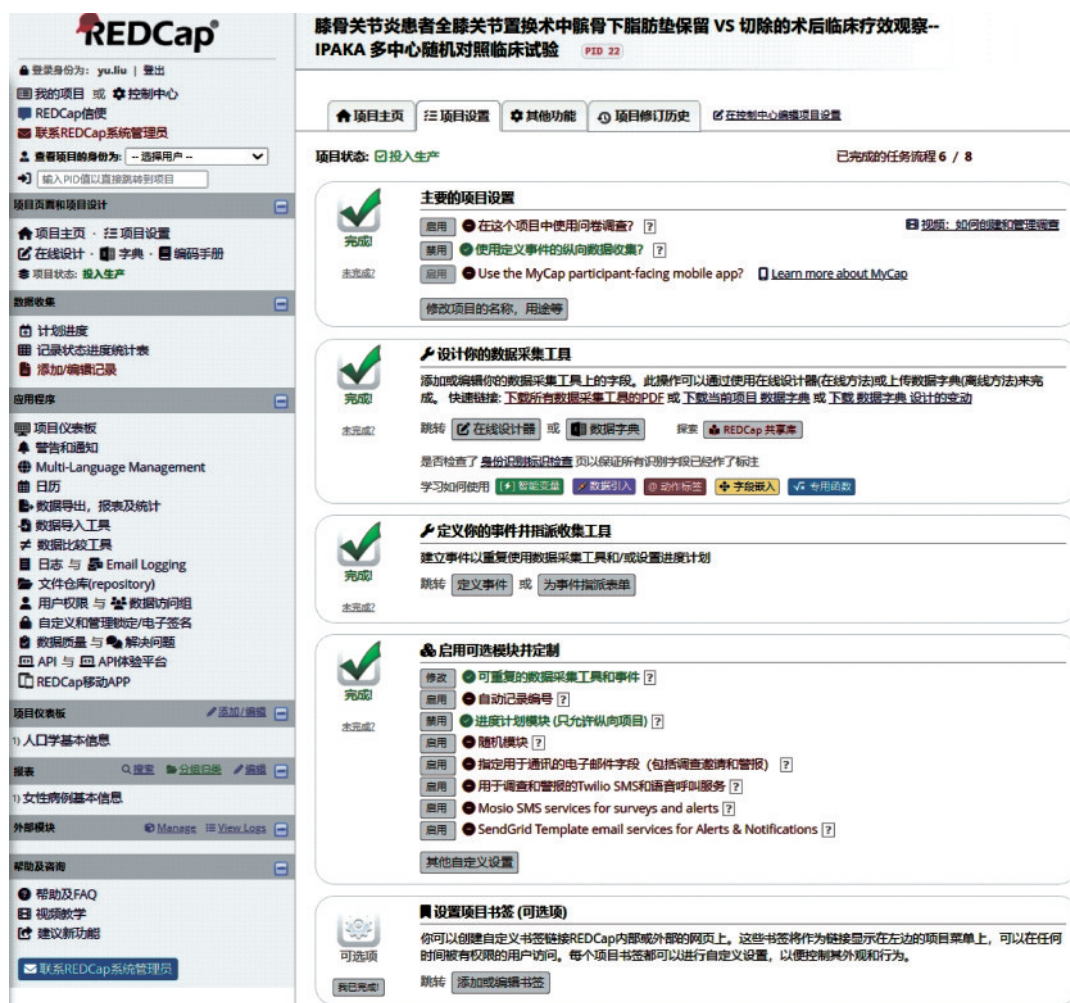 REDCap®
登录身份为: yu.liu | 登出
我的项目 或 控制中心
REDCap信使
联系REDCap系统管理员
查看项目的身份为: -- 选择用户 --
输入PID值以直接跳转到项目
项目页面和项目设计
项目主页 · 项目设置
在线设计 · 字典 · 编码手册
项目状态: 投入生产
数据收集
计划进度
记录状态进度统计表
添加/编辑记录
应用程序
项目仪表板
警告和通知
Multi-Language Management
日历
数据导出，报表及统计
数据导入工具
数据比较工具
日志 与 Email Logging
文件仓库(repository)
用户权限 与 数据访问组
自定义和管理锁定/电子签名
数据质量 与 解决问题
API 与 API体验平台
REDCap移动APP
项目仪表板 添加/编辑
1) 人口学基本信息
报表 搜索 分组归类 编辑
1) 女性病例基本信息
外部模块 Manage View Logs
帮助及咨询
帮助及FAQ
视频教学
建议新功能
联系REDCap系统管理员
膝骨关节炎患者全膝关节置换术中髌骨下脂肪垫保留 VS 切除的术后临床疗效观察--
IPAKA 多中心随机对照临床试验 PID 22
项目主页 项目设置 其他功能 项目修订历史 在控制中心编辑项目设置
项目状态: 投入生产 已完成的任务流程 6 / 8
主要的项目设置
完成!
未完成?
启用 在这个项目中使用问卷调查? ? 视频：如何创建和管理调查
禁用 使用定义事件的纵向数据收集? ?
启用 Use the MyCap participant-facing mobile app? Learn more about MyCap
修改项目的名称，用途等
设计你的数据采集工具
完成!
未完成?
添加或编辑你的数据采集工具上的字段。此操作可以通过使用在线设计器(在线方法)或上传数据字典(离线方法)来完
成。 快速链接: 下载所有数据采集工具的PDF 或 下载当前项目 数据字典 或 下载 数据字典 设计的变动
跳转 在线设计器 或 数据字典 探索 REDCap 共享库
是否检查了 身份识别标识检查 页以保证所有识别字段已经作了标注
学习如何使用 智能变量 数据引入 @ 动作标签 字段嵌入 专用函数
定义你的事件并指派收集工具
完成!
未完成?
建立事件以重复使用数据采集工具和/或设置进度计划
跳转 定义事件 或 为事件指派表单
启用可选模块并定制
完成!
未完成?
修改 可重复的数据采集工具和事件 ?
启用 自动记录编号 ?
禁用 进度计划模块 (只允许纵向项目) ?
启用 随机模块 ?
启用 指定用于通讯的电子邮件字段（包括调查邀请和警报） ?
启用 用于调查和警报的Twilio SMS和语音呼叫服务 ?
启用 Mosio SMS services for surveys and alerts ?
启用 SendGrid Template email services for Alerts & Notifications ?
其他自定义设置
设置项目书签 (可选项)
可选项
我已完成!
你可以创建自定义书签链接REDCap内部或外部的网页上。这些书签将作为链接显示在左边的项目菜单上，可以在任何
时间被有权限的用户访问。每个项目书签都可以进行自定义设置，以便控制其外观和行为。
跳转 添加或编辑书签